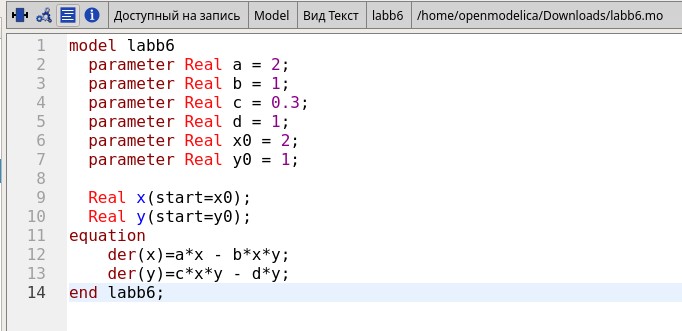 Доступный на запись Model Вид Текст labb6 /home/openmodelica/Downloads/labb6.mo
1 model labb6
2 parameter Real a = 2;
3 parameter Real b = 1;
4 parameter Real c = 0.3;
5 parameter Real d = 1;
6 parameter Real x0 = 2;
7 parameter Real y0 = 1;
8
9 Real x(start=x0);
10 Real y(start=y0);
11 equation
12 der(x)=a*x - b*x*y;
13 der(y)=c*x*y - d*y;
14 end labb6;